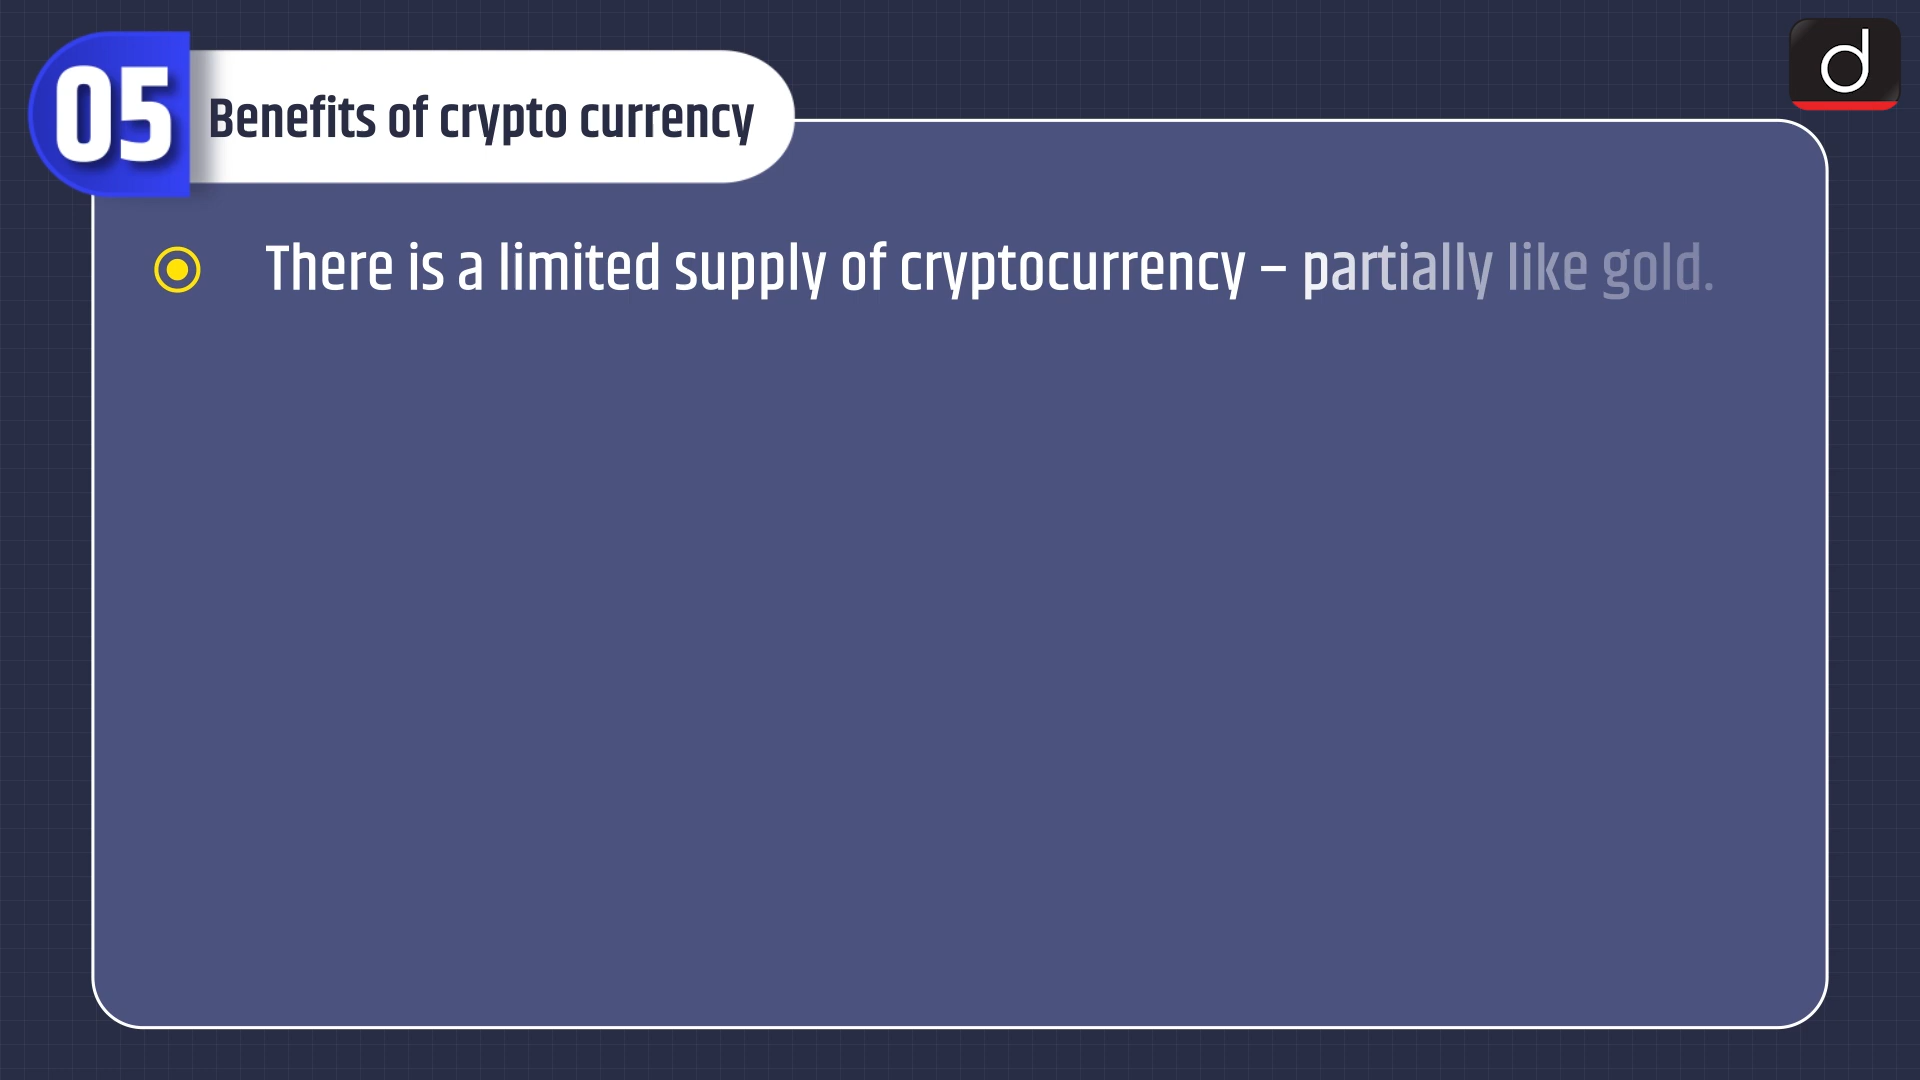 05
Benefits of crypto currency
d
There is a limited supply of cryptocurrency – partially like gold.